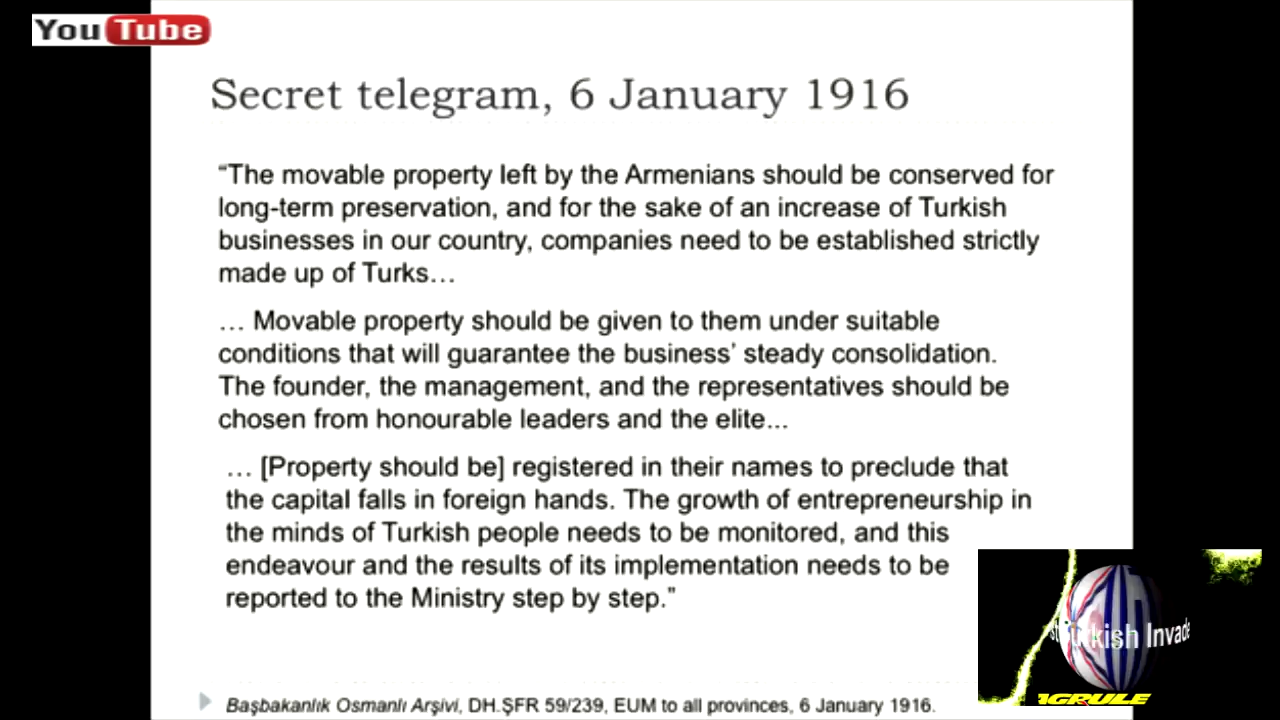 YouTube
Secret telegram, 6 January 1916
“The movable property left by the Armenians should be conserved for
long-term preservation, and for the sake of an increase of Turkish
businesses in our country, companies need to be established strictly
made up of Turks…
… Movable property should be given to them under suitable
conditions that will guarantee the business’ steady consolidation.
The founder, the management, and the representatives should be
chosen from honourable leaders and the elite...
… [Property should be] registered in their names to preclude that
the capital falls in foreign hands. The growth of entrepreneurship in
the minds of Turkish people needs to be monitored, and this
endeavour and the results of its implementation needs to be
reported to the Ministry step by step.”
Başbakanlık Osmanlı Arşivi, DH.ŞFR 59/239, EUM to all provinces, 6 January 1916.